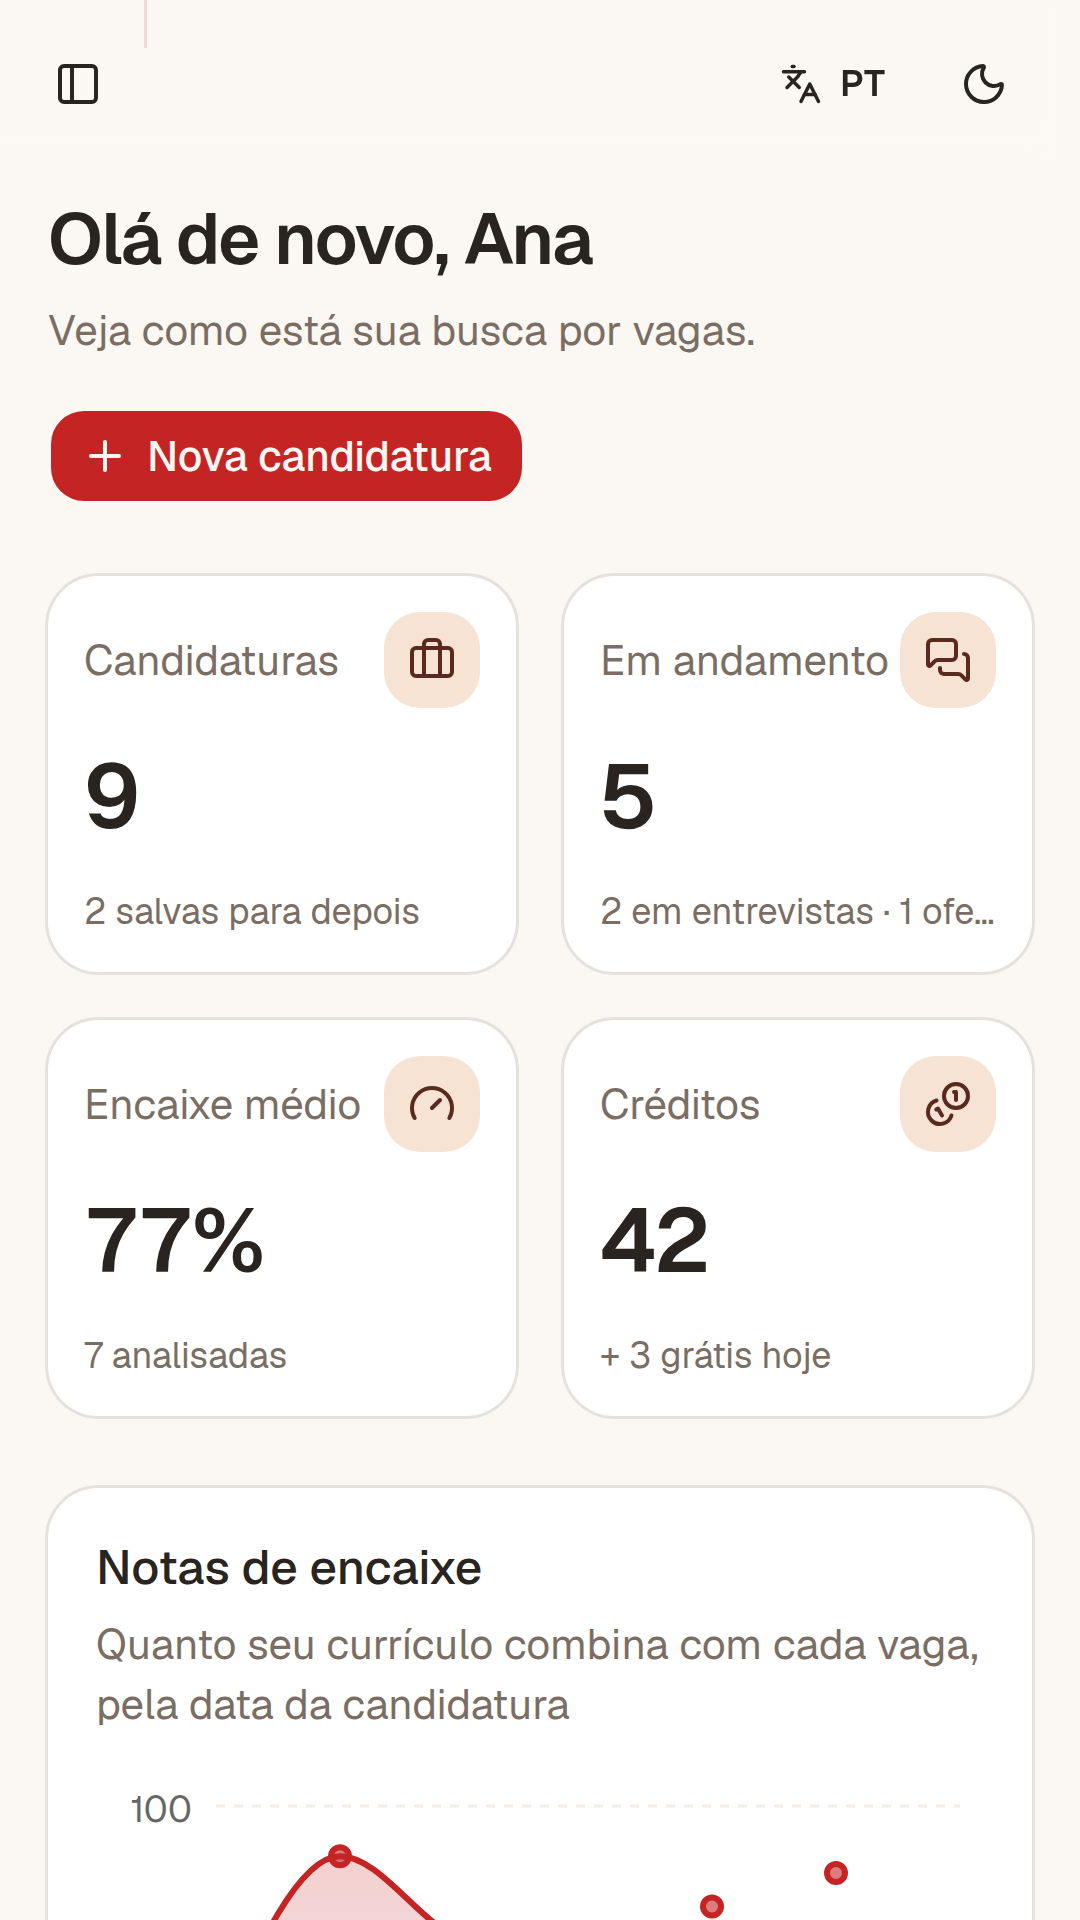 PT
Olá de novo, Ana
Veja como está sua busca por vagas.
Nova candidatura
Candidaturas
9
2 salvas para depois
Em andamento
5
2 em entrevistas · 1 ofe...
Encaixe médio
77%
7 analisadas
Créditos
42
+ 3 grátis hoje
Notas de encaixe
Quanto seu currículo combina com cada vaga,
pela data da candidatura
100